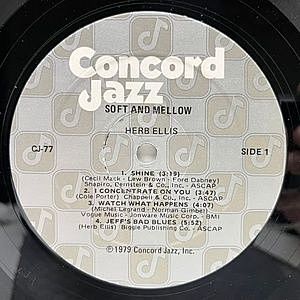 Concord
Jazz
SOFT AND MELLOW
HERB ELLIS
CJ-77
SIDE 1
1. SHINE (3:19)
(Cecil Mack - Lew Brown - Ford Dabney)
Shapiro, Bernstein & Co., Inc. - ASCAP
2. I CONCENTRATE ON YOU (3:47)
(Cole Porter) Chappell & Co., Inc. - ASCAP
3. WATCH WHAT HAPPENS (4:07)
(Michel Legrand - Norman Gimbel)
Vogue Music - Jonware Music Corp. - BMI
4. JEFF'S BAD BLUES (5:52)
(Herb Ellis) Biggie Publishing Co. - ASCAP
℗1979 Concord Jazz, Inc.